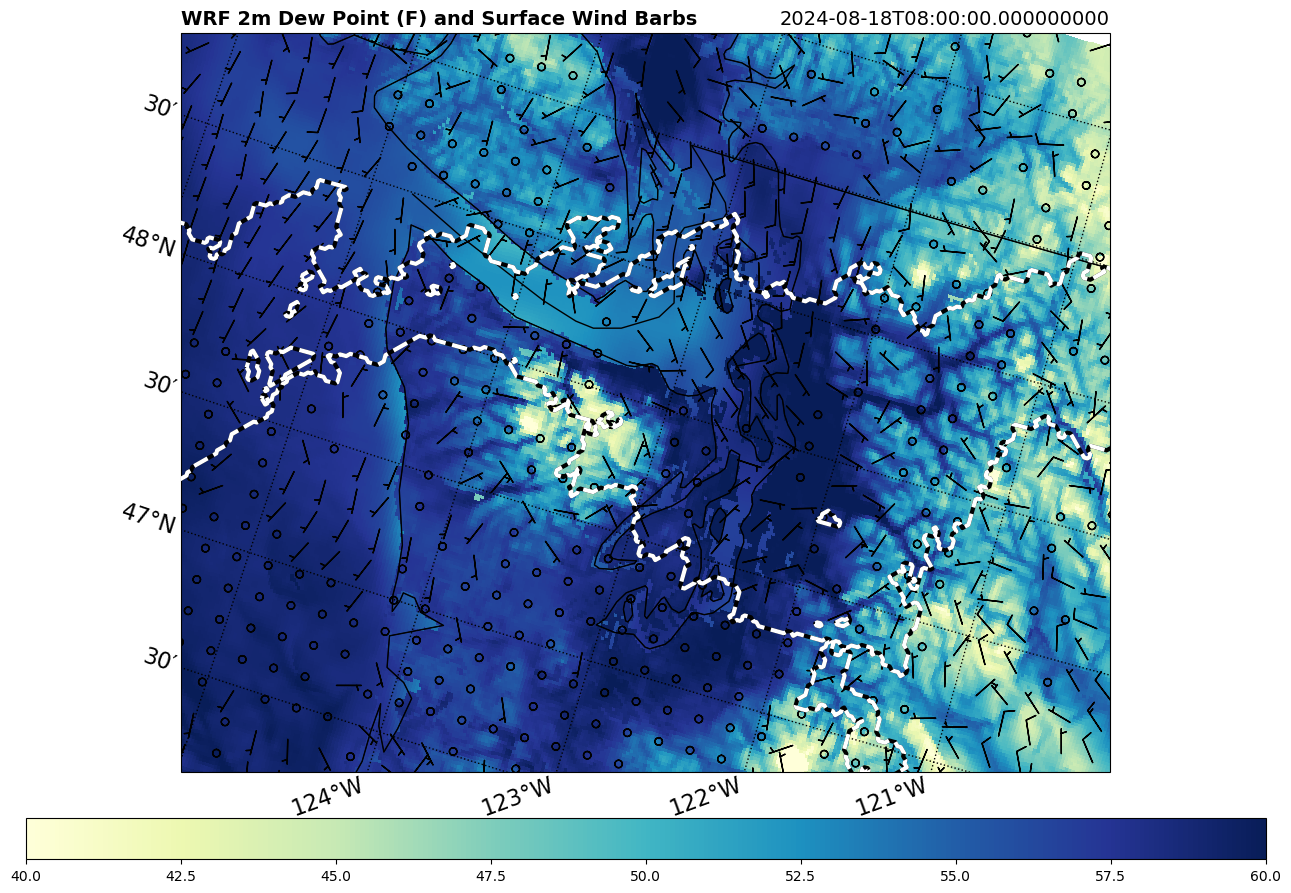 WRF 2m Dew Point (F) and Surface Wind Barbs
2024-08-18T08:00:00.000000000
30′
48°N
30′
47°N
30′
124°W
123°W
122°W
121°W
40.0
42.5
45.0
47.5
50.0
52.5
55.0
57.5
60.0